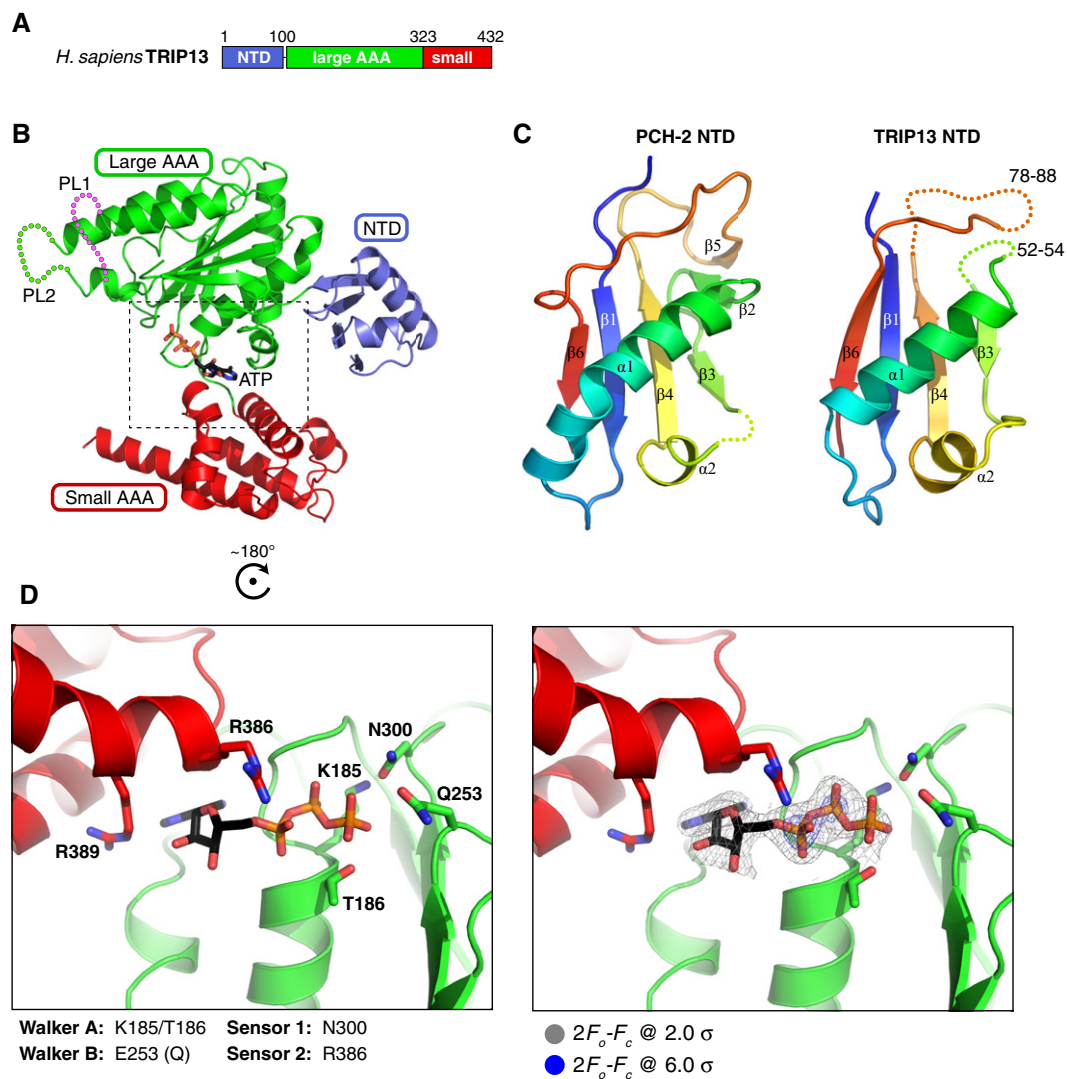 A
1 100 323 432
H. sapiens TRIP13 NTD large AAA small
B
Large AAA
PL1
NTD
PL2
ATP
Small AAA
~180°
C
PCH-2 NTD TRIP13 NTD
78-88
52-54
β5
β2
β1
β6
α1
β3
β4
α2
β1
β6
α1
β3
β4
α2
D
R386
N300
K185
Q253
R389
T186
Walker A: K185/T186 Sensor 1: N300
Walker B: E253 (Q) Sensor 2: R386
2Fo-Fc @ 2.0 σ
2Fo-Fc @ 6.0 σ